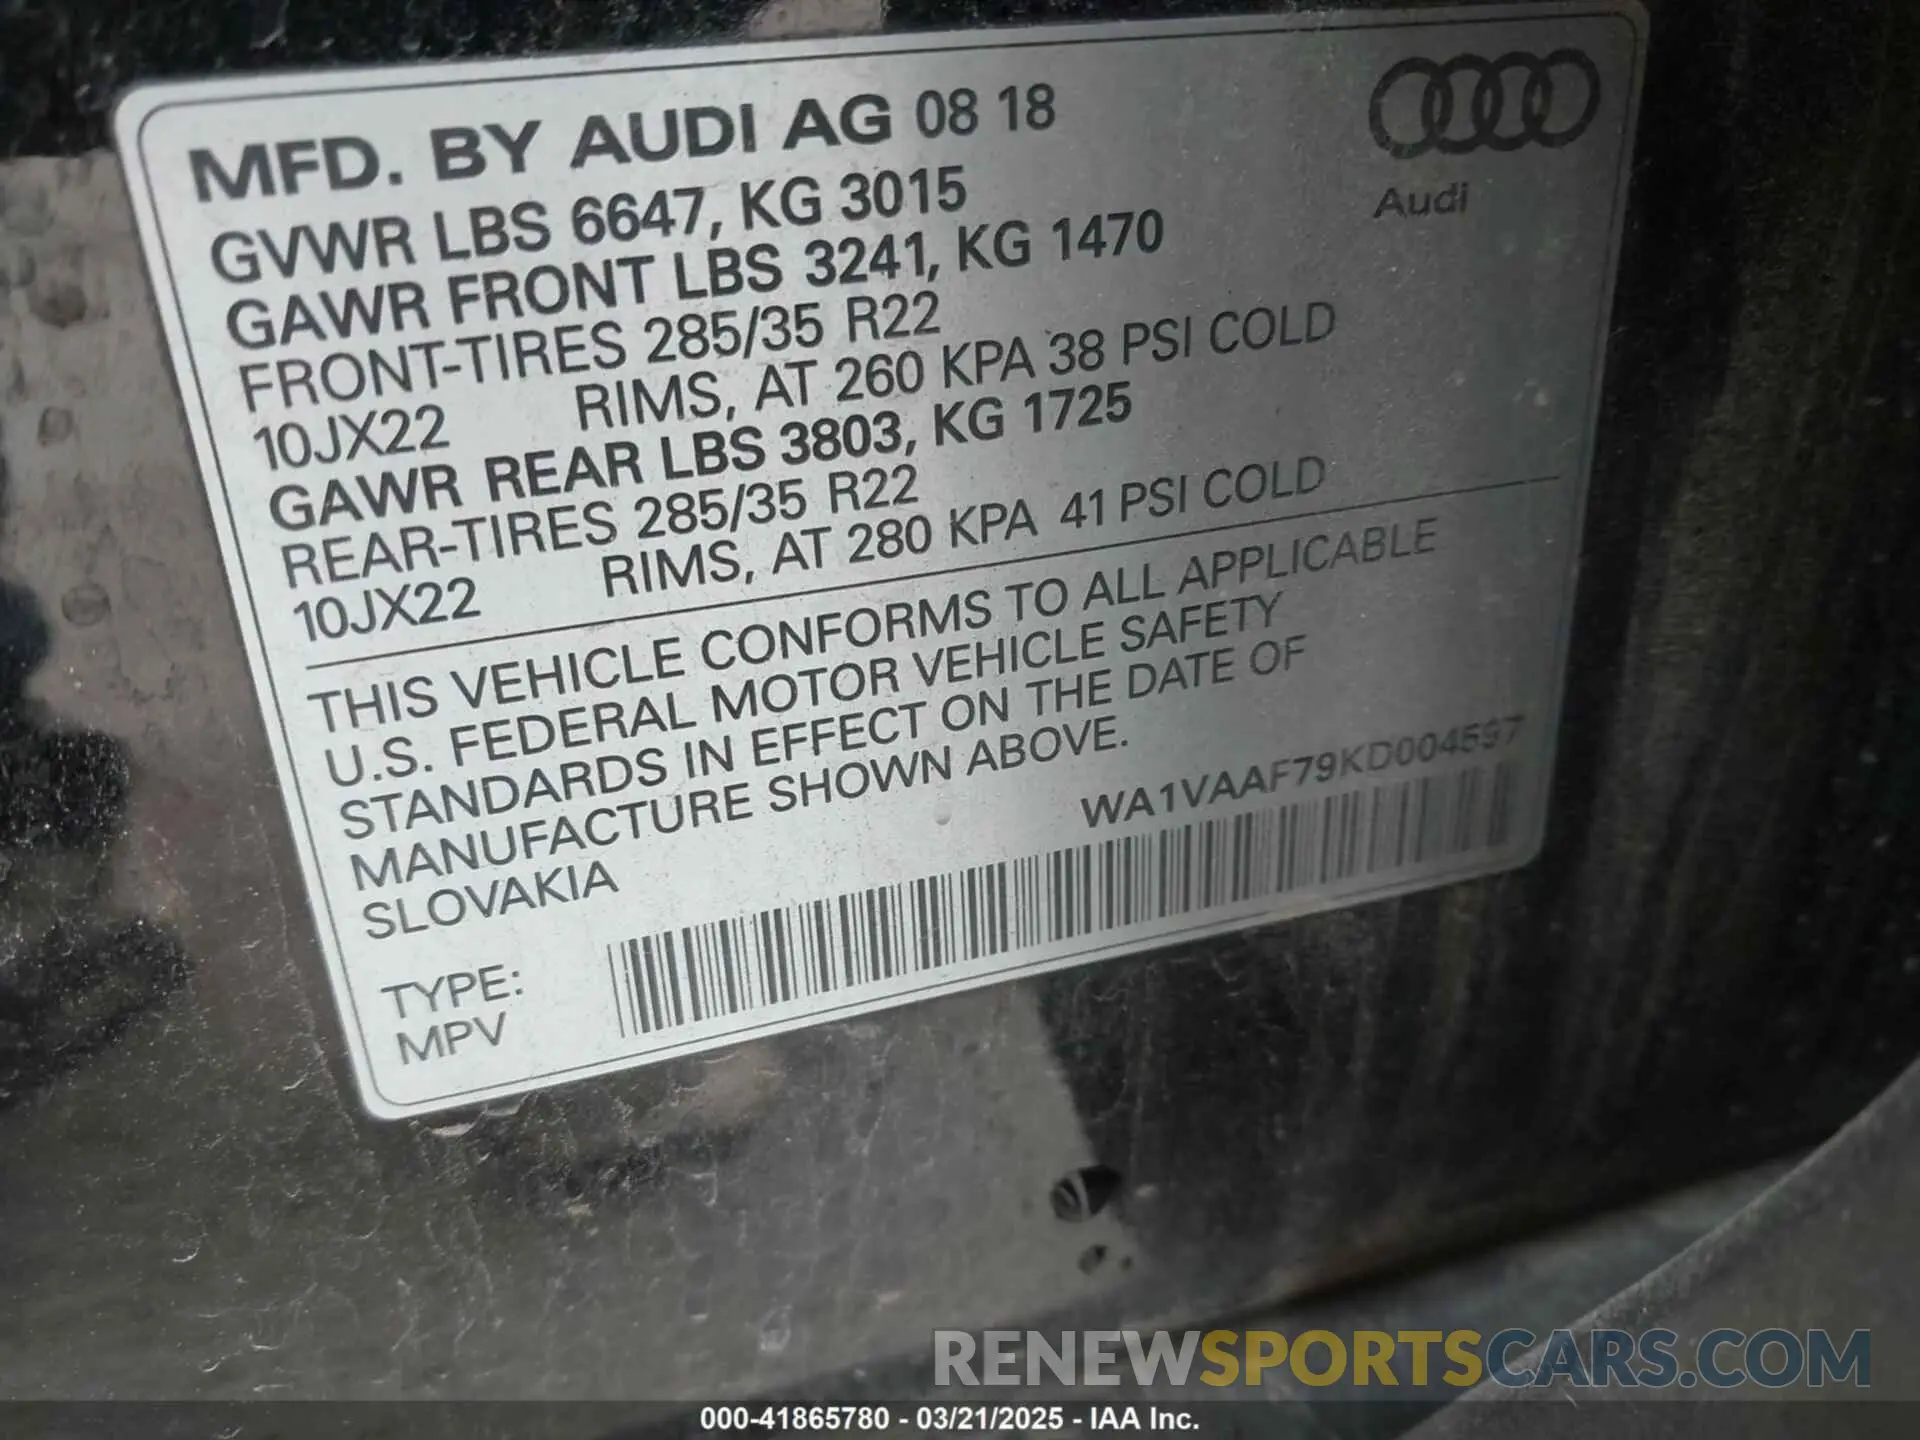 MFD. BY AUDI AG 08 18
Audi
GVWR LBS 6647, KG 3015
GAWR FRONT LBS 3241, KG 1470
FRONT-TIRES 285/35 R22
10JX22 RIMS, AT 260 KPA 38 PSI COLD
GAWR REAR LBS 3803, KG 1725
REAR-TIRES 285/35 R22
10JX22 RIMS, AT 280 KPA 41 PSI COLD
THIS VEHICLE CONFORMS TO ALL APPLICABLE
U.S. FEDERAL MOTOR VEHICLE SAFETY
STANDARDS IN EFFECT ON THE DATE OF
MANUFACTURE SHOWN ABOVE.
SLOVAKIA
WA1VAAF79KD004597
TYPE:
MPV
RENEWSPORTSCARS.COM
000-41865780 - 03/21/2025 - IAA Inc.